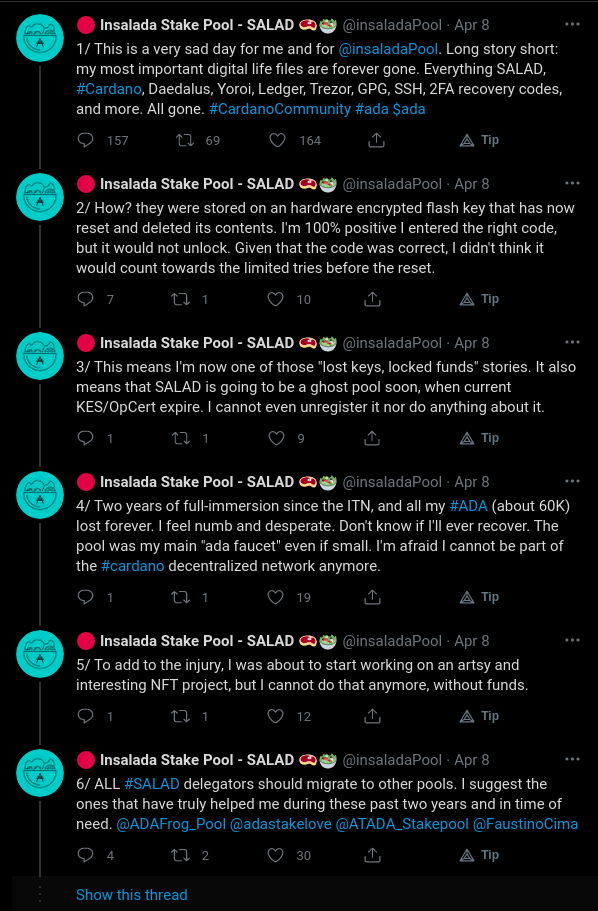 Insalada Stake Pool - SALAD 🥩🥗 @insaladaPool · Apr 8
1/ This is a very sad day for me and for @insaladaPool. Long story short:
my most important digital life files are forever gone. Everything SALAD,
#Cardano, Daedalus, Yoroi, Ledger, Trezor, GPG, SSH, 2FA recovery codes,
and more. All gone. #CardanoCommunity #ada $ada
157 69 164 Tip
Insalada Stake Pool - SALAD 🥩🥗 @insaladaPool · Apr 8
2/ How? they were stored on an hardware encrypted flash key that has now
reset and deleted its contents. I'm 100% positive I entered the right code,
but it would not unlock. Given that the code was correct, I didn't think it
would count towards the limited tries before the reset.
7 1 10 Tip
Insalada Stake Pool - SALAD 🥩🥗 @insaladaPool · Apr 8
3/ This means I'm now one of those "lost keys, locked funds" stories. It also
means that SALAD is going to be a ghost pool soon, when current
KES/OpCert expire. I cannot even unregister it nor do anything about it.
1 1 9 Tip
Insalada Stake Pool - SALAD 🥩🥗 @insaladaPool · Apr 8
4/ Two years of full-immersion since the ITN, and all my #ADA (about 60K)
lost forever. I feel numb and desperate. Don't know if I'll ever recover. The
pool was my main "ada faucet" even if small. I'm afraid I cannot be part of
the #cardano decentralized network anymore.
1 1 19 Tip
Insalada Stake Pool - SALAD 🥩🥗 @insaladaPool · Apr 8
5/ To add to the injury, I was about to start working on an artsy and
interesting NFT project, but I cannot do that anymore, without funds.
1 1 12 Tip
Insalada Stake Pool - SALAD 🥩🥗 @insaladaPool · Apr 8
6/ ALL #SALAD delegators should migrate to other pools. I suggest the
ones that have truly helped me during these past two years and in time of
need. @ADAFrog_Pool @adastakelove @ATADA_Stakepool @FaustinoCima
4 2 30 Tip
Show this thread